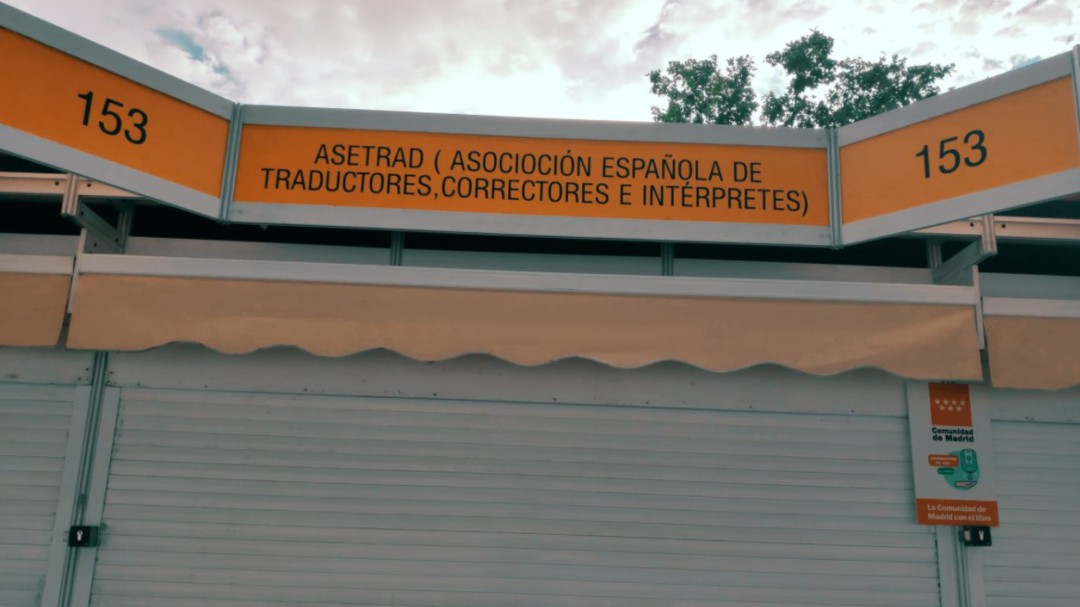 153
ASETRAD ( ASOCIOCIÓN ESPAÑOLA DE
TRADUCTORES,CORRECTORES E INTÉRPRETES)
153
Comunidad
de Madrid
La Comunidad de
Madrid con el libro